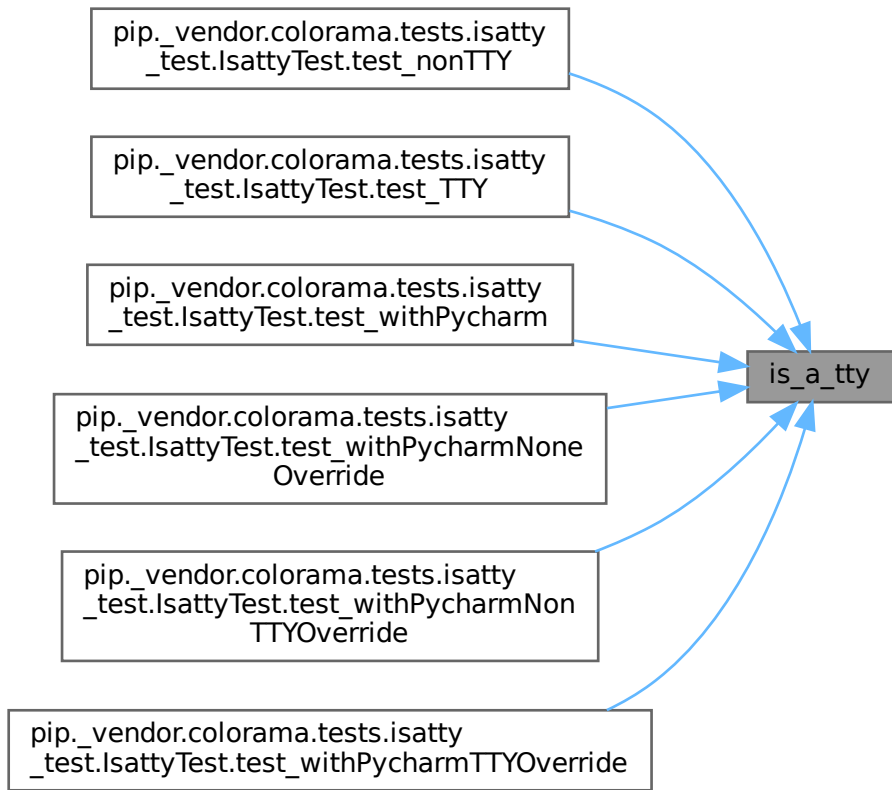 pip._vendor.colorama.tests.isatty
_test.IsattyTest.test_nonTTY
pip._vendor.colorama.tests.isatty
_test.IsattyTest.test_TTY
pip._vendor.colorama.tests.isatty
_test.IsattyTest.test_withPycharm
is_a_tty
pip._vendor.colorama.tests.isatty
_test.IsattyTest.test_withPycharmNone
Override
pip._vendor.colorama.tests.isatty
_test.IsattyTest.test_withPycharmNon
TTYOverride
pip._vendor.colorama.tests.isatty
_test.IsattyTest.test_withPycharmTTYOverride